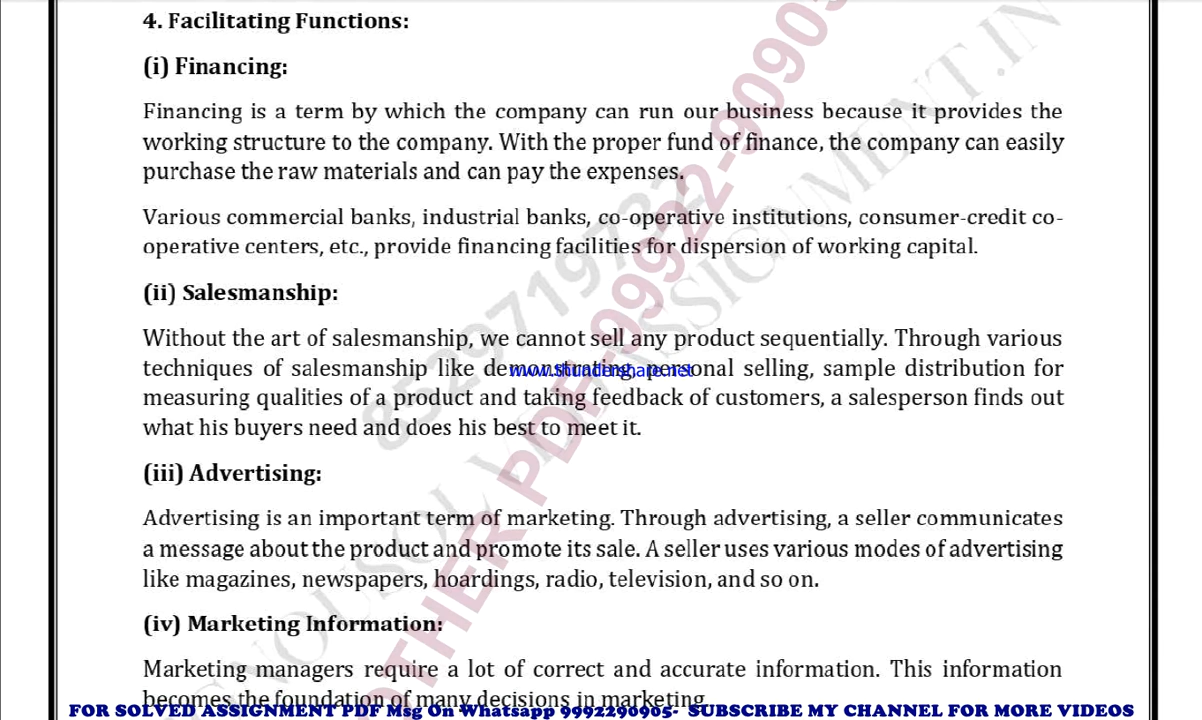 4. Facilitating Functions:
(i) Financing:
Financing is a term by which the company can run our business because it provides the
working structure to the company. With the proper fund of finance, the company can easily
purchase the raw materials and can pay the expenses.
Various commercial banks, industrial banks, co-operative institutions, consumer-credit co-
operative centers, etc., provide financing facilities for dispersion of working capital.
(ii) Salesmanship:
Without the art of salesmanship, we cannot sell any product sequentially. Through various
techniques of salesmanship like demonstrating, personal selling, sample distribution for
www.thundershare.net
measuring qualities of a product and taking feedback of customers, a salesperson finds out
what his buyers need and does his best to meet it.
(iii) Advertising:
Advertising is an important term of marketing. Through advertising, a seller communicates
a message about the product and promote its sale. A seller uses various modes of advertising
like magazines, newspapers, hoardings, radio, television, and so on.
(iv) Marketing Information:
Marketing managers require a lot of correct and accurate information. This information
becomes the foundation of many decisions in marketing.
FOR SOLVED ASSIGNMENT PDF Msg On Whatsapp 9992290905- SUBSCRIBE MY CHANNEL FOR MORE VIDEOS
OTHER PDF-99922-9090
8529719732